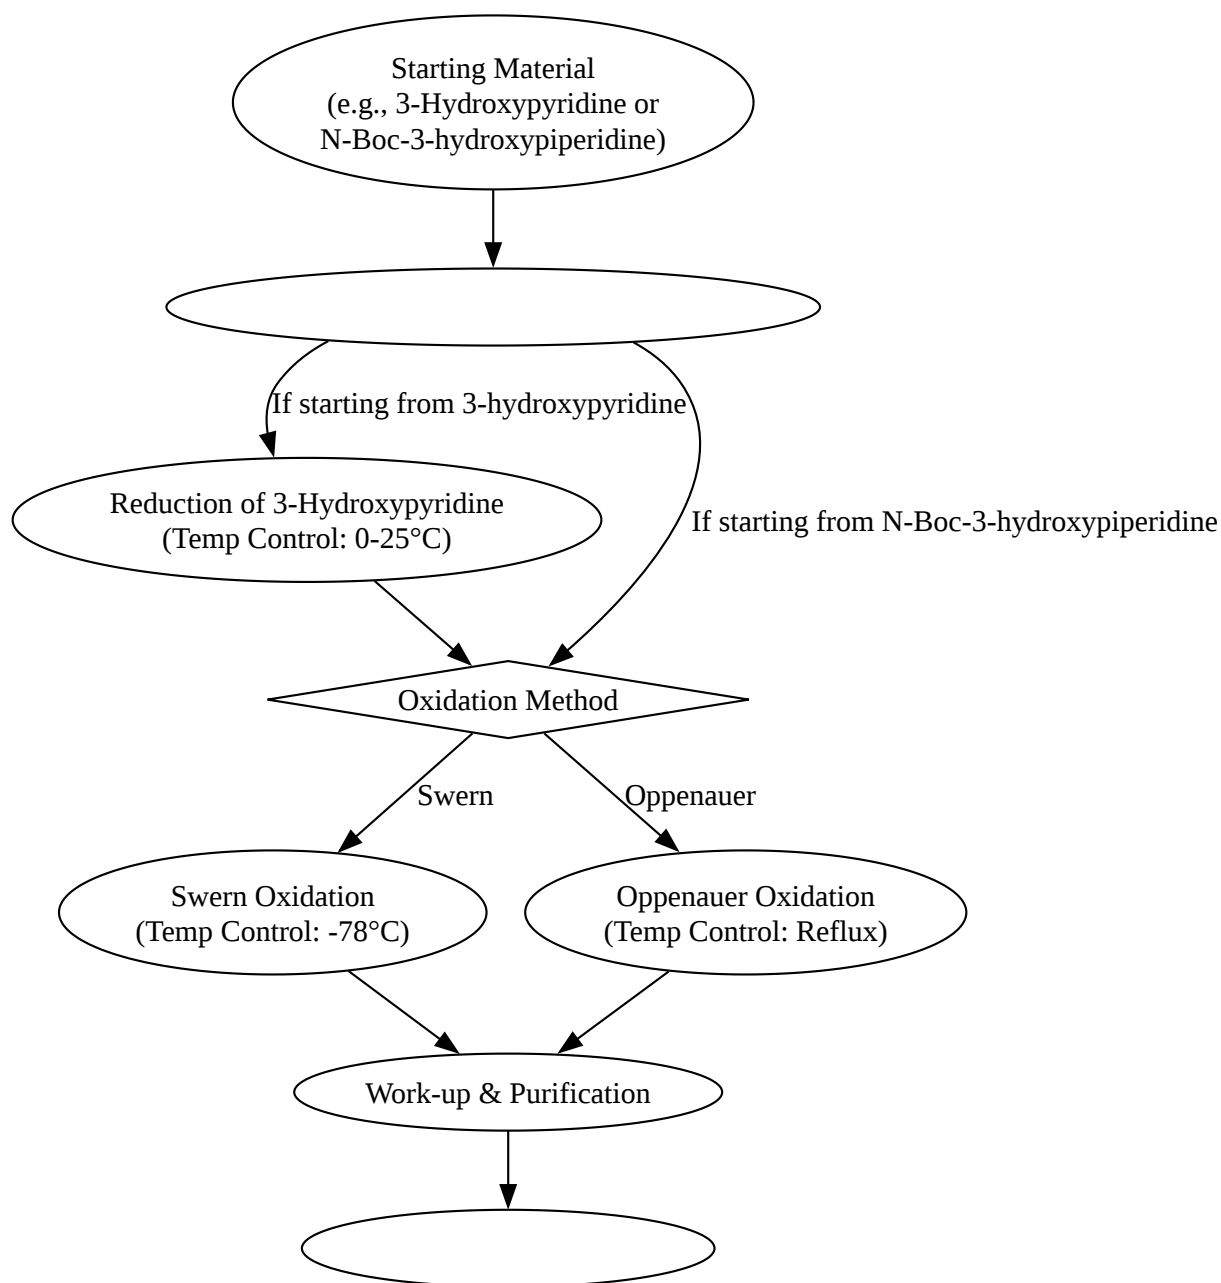 Starting Material
(e.g., 3-Hydroxypyridine or
N-Boc-3-hydroxypiperidine)
If starting from 3-hydroxypyridine
Reduction of 3-Hydroxypyridine
(Temp Control: 0-25°C)
If starting from N-Boc-3-hydroxypiperidine
Oxidation Method
Swern
Oppenauer
Swern Oxidation
(Temp Control: -78°C)
Oppenauer Oxidation
(Temp Control: Reflux)
Work-up & Purification